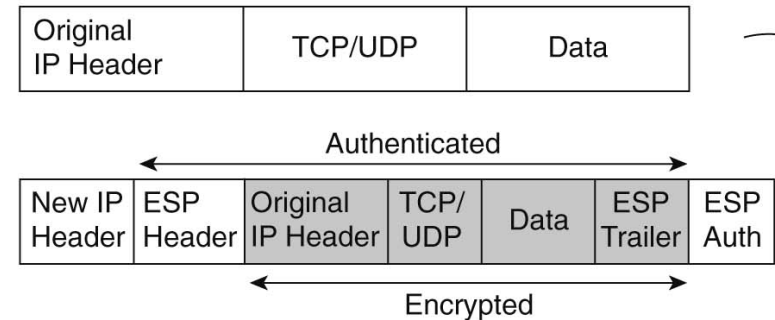 Original
IP Header
TCP/UDP
Data
Authenticated
New IP
Header
ESP
Header
Original
IP Header
TCP/
UDP
Data
ESP
Trailer
ESP
Auth
Encrypted